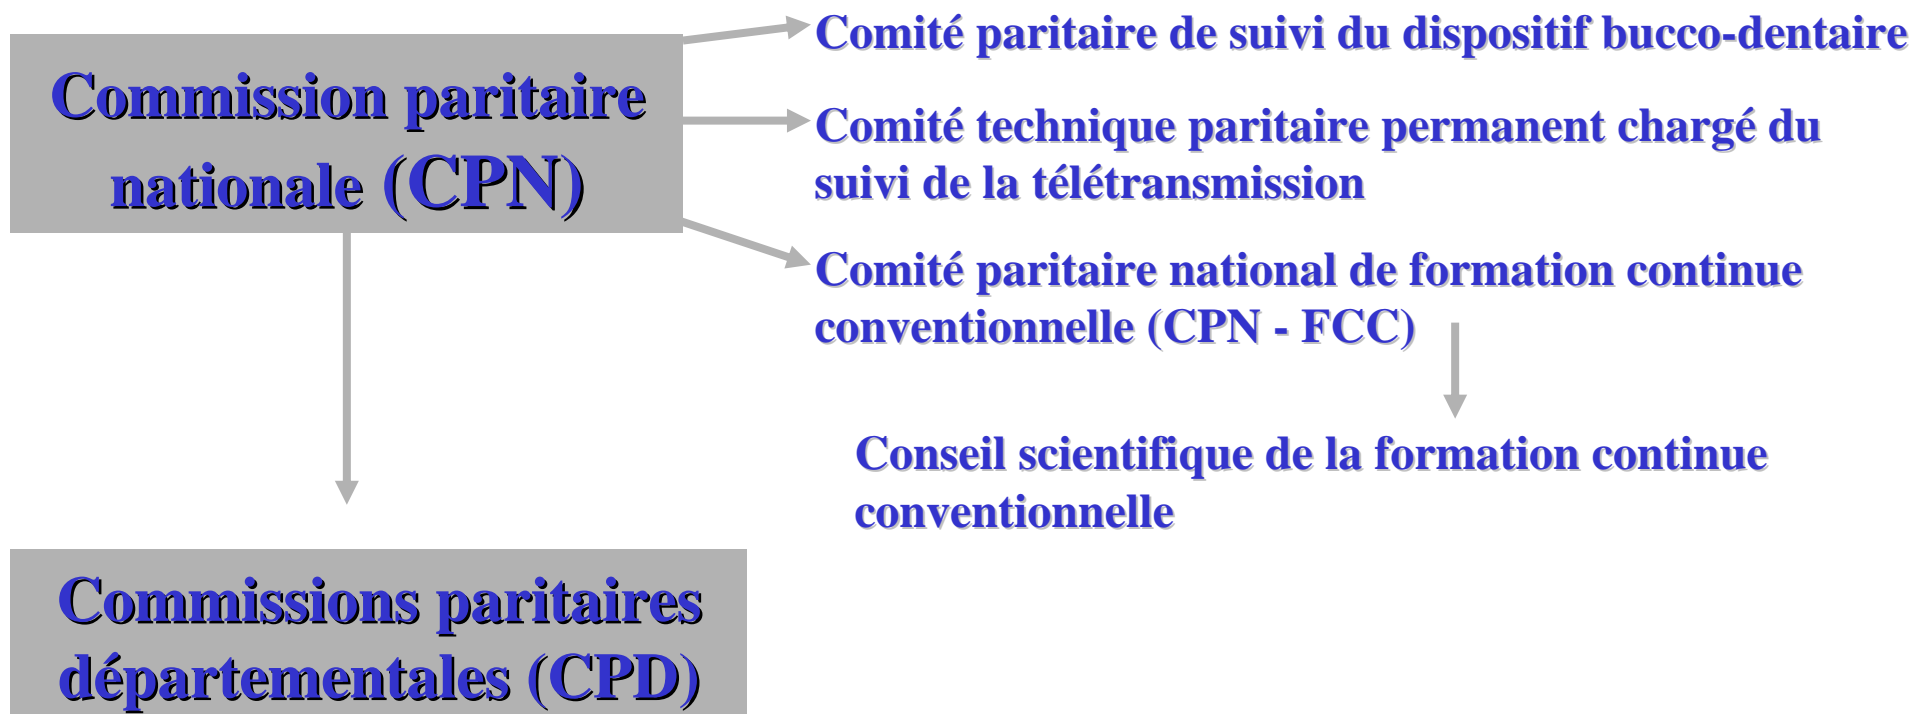 Commission paritaire
nationale (CPN)
Comité paritaire de suivi du dispositif bucco-dentaire
Comité technique paritaire permanent chargé du
suivi de la télétransmission
Comité paritaire national de formation continue
conventionnelle (CPN - FCC)
Conseil scientifique de la formation continue
conventionnelle
Commissions paritaires
départementales (CPD)